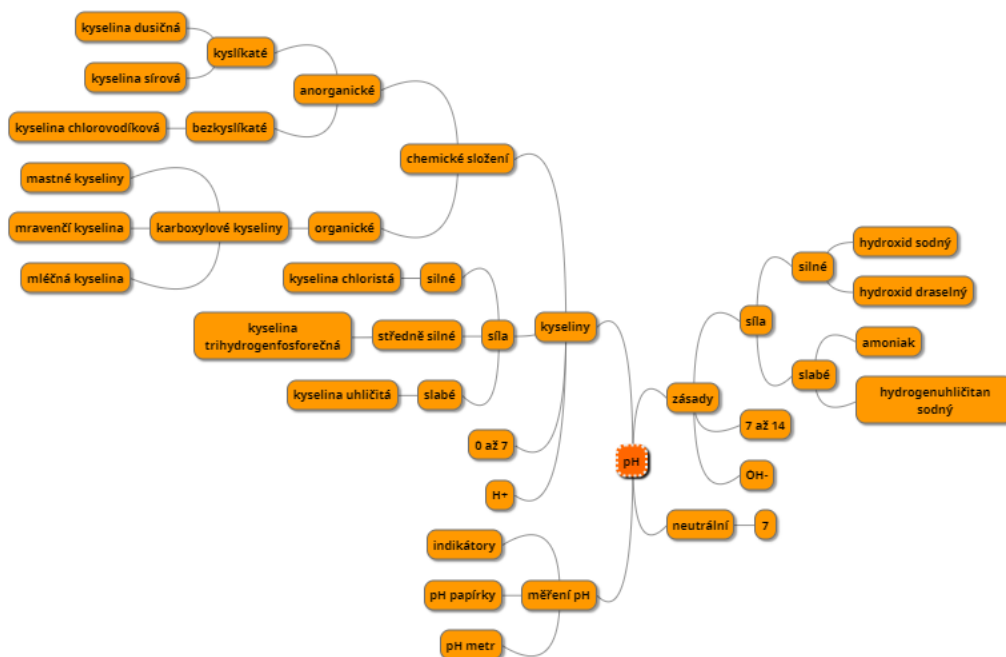 kyselina dusičná
kyslíkaté
kyselina sírová
anorganické
kyselina chlorovodíková
bezkyslíkaté
chemické složení
mastné kyseliny
mravenčí kyselina
karboxylové kyseliny
organické
mléčná kyselina
kyselina chloristá
silné
kyselina
trihydrogenfosforečná
středně silné
síla
kyseliny
kyselina uhličitá
slabé
0 až 7
H+
indikátory
pH papírky
měření pH
pH metr
pH
hydroxid sodný
silné
hydroxid draselný
síla
amoniak
slabé
hydrogenuhličitan
sodný
zásady
7 až 14
OH-
neutrální
7